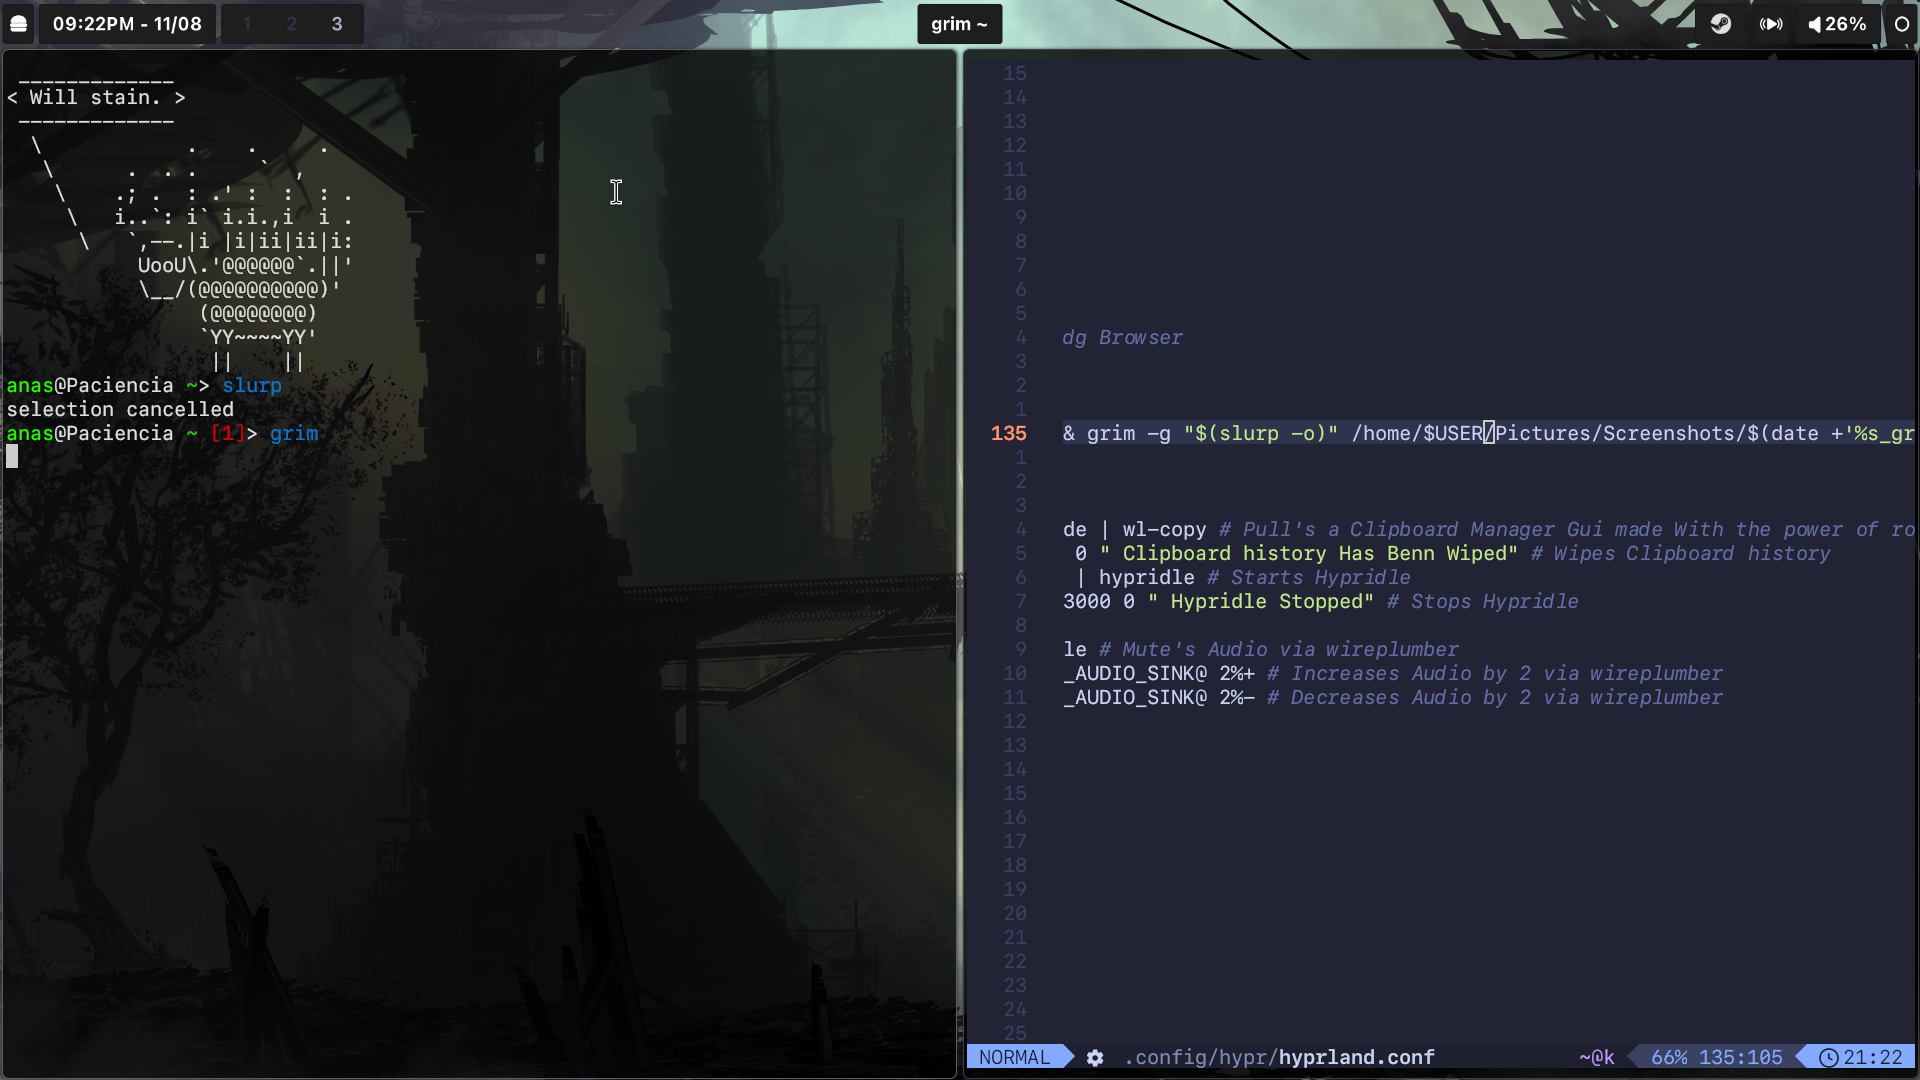 09:22PM - 11/08
1 2 3
grim ~
26%
_____________
< Will stain. >
-------------
\ . . .
\ . . . ` ,
\ .; . : .' : : : .
\ i..`: i` i.i.,i i .
\ `,--.|i |i|ii|ii|i:
UooU\.'@@@@@@`.||'
\__/(@@@@@@@@@@)'
(@@@@@@@@)
`YY~~~~YY'
|| ||
anas@Paciencia ~> slurp
selection cancelled
anas@Paciencia ~ [1]> grim
15
14
13
12
11
10
9
8
7
6
5
4 dg Browser
3
2
1
135 & grim -g "$(slurp -o)" /home/$USER/Pictures/Screenshots/$(date +'%s_gr
1
2
3
4 de | wl-copy # Pull's a Clipboard Manager Gui made With the power of ro
5 0 " Clipboard history Has Benn Wiped" # Wipes Clipboard history
6 | hypridle # Starts Hypridle
7 3000 0 " Hypridle Stopped" # Stops Hypridle
8
9 le # Mute's Audio via wireplumber
10 _AUDIO_SINK@ 2%+ # Increases Audio by 2 via wireplumber
11 _AUDIO_SINK@ 2%- # Decreases Audio by 2 via wireplumber
12
13
14
15
16
17
18
19
20
21
22
23
24
25
NORMAL .config/hypr/hyprland.conf ~@k 66% 135:105 21:22